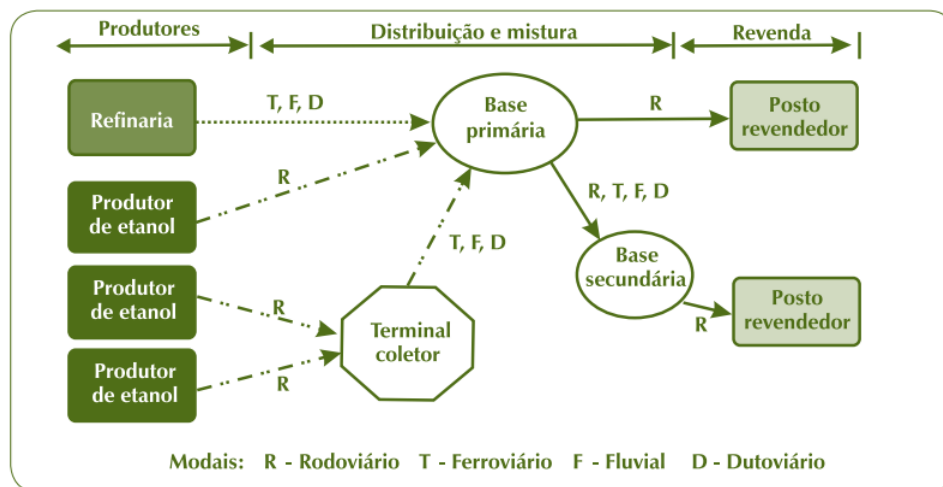 Produtores
Distribuição e mistura
Revenda
Refinaria
T, F, D
Base
primária
R
Posto
revendedor
R
Produtor
de etanol
R, T, F, D
T, F, D
Base
secundária
Produtor
de etanol
R
Terminal
coletor
R
Posto
revendedor
Produtor
de etanol
R
Modais: R - Rodoviário T - Ferroviário F - Fluvial D - Dutoviário